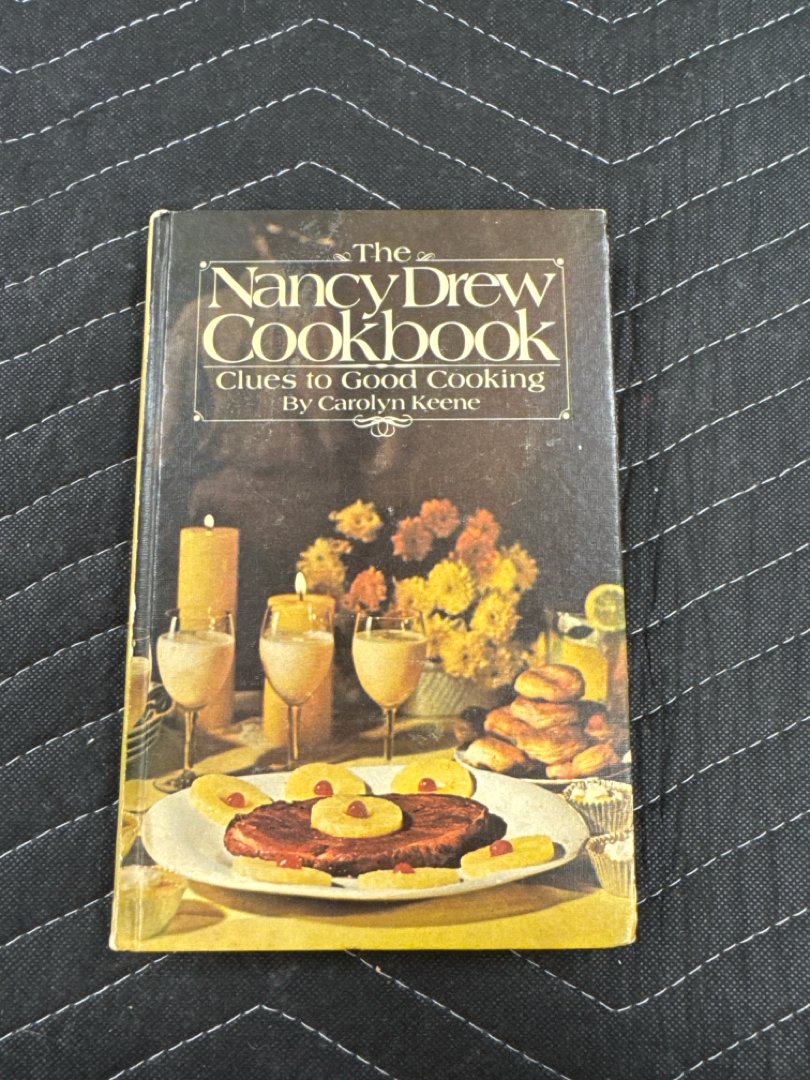 The
Nancy Drew
Cookbook
Clues to Good Cooking
By Carolyn Keene